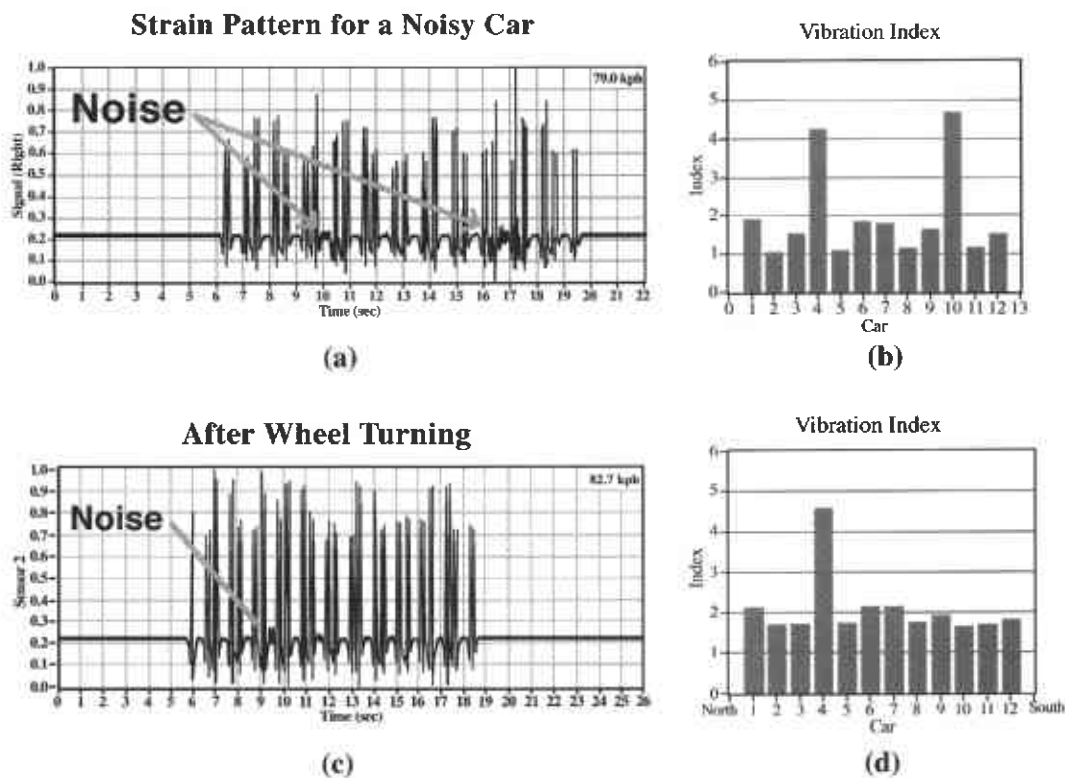 Strain Pattern for a Noisy Car
Vibration Index
1.0
0.9
0.8
0.7
0.6
0.5
0.4
0.3
0.2
0.1
0.0
Signal (Right)
Noise
79.0 kph
0 1 2 3 4 5 6 7 8 9 10 11 12 13 14 15 16 17 18 19 20 21 22
Time (sec)
(a)
6
5
4
3
2
1
0
Index
0 1 2 3 4 5 6 7 8 9 10 11 12 13
Car
(b)
After Wheel Turning
Vibration Index
1.0
0.9
0.8
0.7
0.6
0.5
0.4
0.3
0.2
0.1
0.0
Sensor 2
Noise
82.7 kph
0 1 2 3 4 5 6 7 8 9 10 11 12 13 14 15 16 17 18 19 20 21 22 23 24 25 26
Time (sec)
(c)
6
5
4
3
2
1
0
Index
North 1 2 3 4 5 6 7 8 9 10 11 12 South
Car
(d)